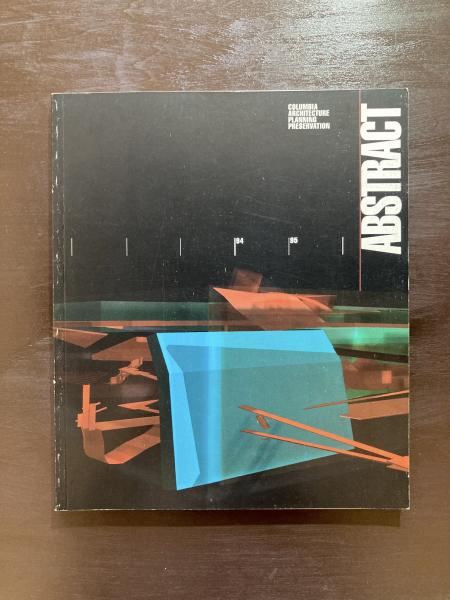 COLUMBIA
ARCHITECTURE
PLANNING
PRESERVATION
ABSTRACT
94 95